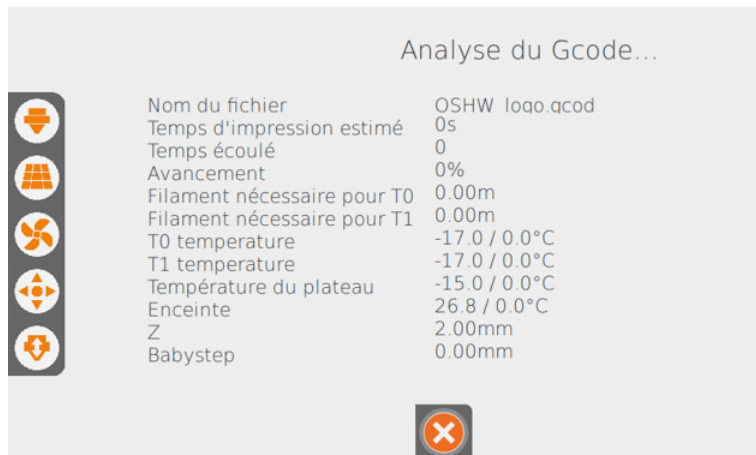 Analyse du Gcode...
Nom du fichier OSHW_logo.gcod
Temps d'impression estimé 0s
Temps écoulé 0
Avancement 0%
Filament nécessaire pour T0 0.00m
Filament nécessaire pour T1 0.00m
T0 temperature -17.0 / 0.0°C
T1 temperature -17.0 / 0.0°C
Température du plateau -15.0 / 0.0°C
Enceinte 26.8 / 0.0°C
Z 2.00mm
Babystep 0.00mm